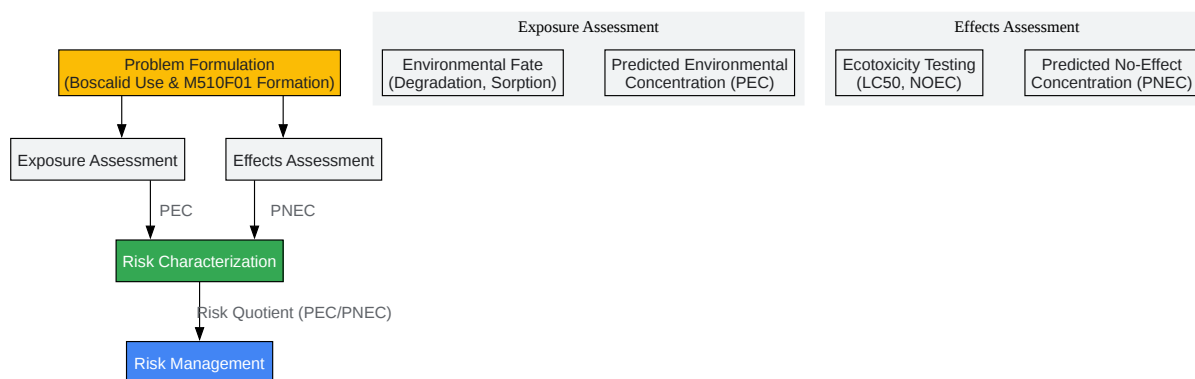 Exposure Assessment
Effects Assessment
Problem Formulation
(Boscalid Use & M510F01 Formation)
Environmental Fate
(Degradation, Sorption)
Predicted Environmental
Concentration (PEC)
Ecotoxicity Testing
(LC50, NOEC)
Predicted No-Effect
Concentration (PNEC)
Exposure Assessment
Effects Assessment
PEC
PNEC
Risk Characterization
Risk Quotient (PEC/PNEC)
Risk Management